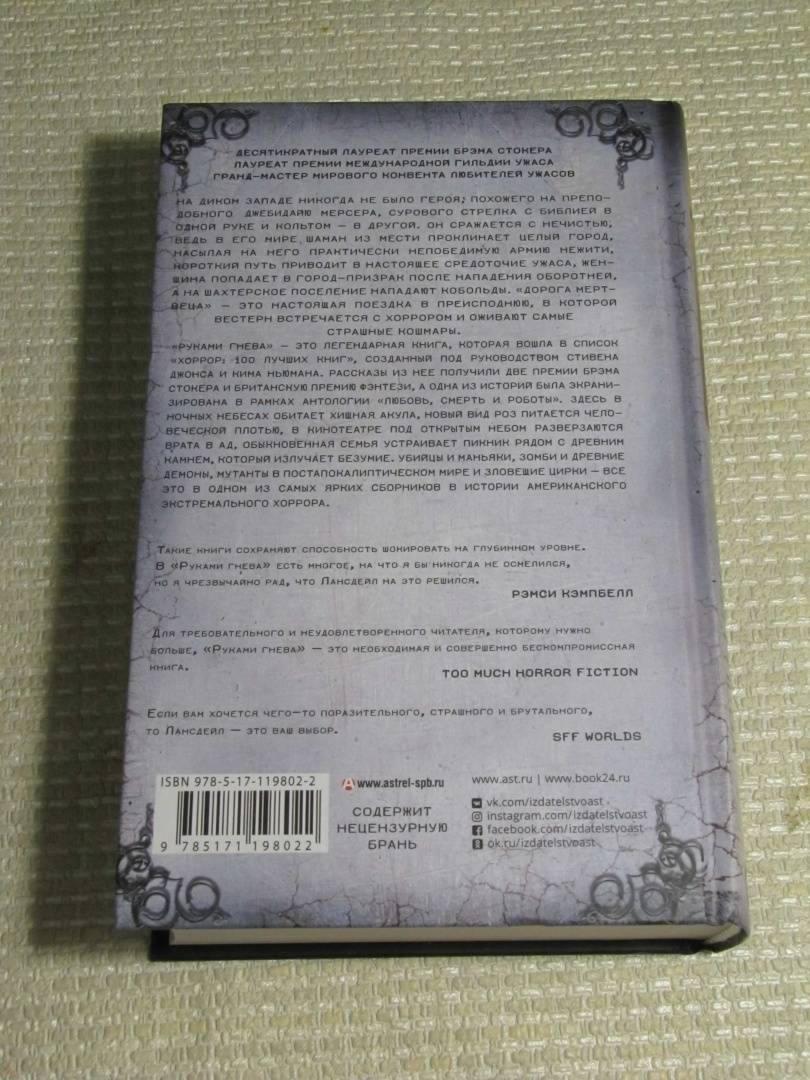 ДЕСЯТИКРАТНЫЙ ЛАУРЕАТ ПРЕМИИ БРЭМА СТОКЕРА
ЛАУРЕАТ ПРЕМИИ МЕЖДУНАРОДНОЙ ГИЛЬДИИ УЖАСА
ГРАНД-МАСТЕР МИРОВОГО КОНВЕНТА ЛЮБИТЕЛЕЙ УЖАСОВ
НА ДИКОМ ЗАПАДЕ НИКОГДА НЕ БЫЛО ГЕРОЯ, ПОХОЖЕГО НА ПРЕПО-
ДОБНОГО ДЖЕБИДАЙЮ МЕРСЕРА, СУРОВОГО СТРЕЛКА С БИБЛИЕЙ В
ОДНОЙ РУКЕ И КОЛЬТОМ – В ДРУГОЙ. ОН СРАЖАЕТСЯ С НЕЧИСТЬЮ,
ВЕДЬ В ЕГО МИРЕ ШАМАН ИЗ МЕСТИ ПРОКЛИНАЕТ ЦЕЛЫЙ ГОРОД,
НАСЫЛАЯ НА НЕГО ПРАКТИЧЕСКИ НЕПОБЕДИМУЮ АРМИЮ НЕЖИТИ,
КОРОТКИЙ ПУТЬ ПРИВОДИТ В НАСТОЯЩЕЕ СРЕДОТОЧИЕ УЖАСА, ЖЕН-
ЩИНА ПОПАДАЕТ В ГОРОД-ПРИЗРАК ПОСЛЕ НАПАДЕНИЯ ОБОРОТНЕЙ,
А НА ШАХТЕРСКОЕ ПОСЕЛЕНИЕ НАПАДАЮТ КОБОЛЬДЫ. «ДОРОГА МЕРТ-
ВЕЦА» – ЭТО НАСТОЯЩАЯ ПОЕЗДКА В ПРЕИСПОДНЮЮ, В КОТОРОЙ
ВЕСТЕРН ВСТРЕЧАЕТСЯ С ХОРРОРОМ И ОЖИВАЮТ САМЫЕ
СТРАШНЫЕ КОШМАРЫ.
«РУКАМИ ГНЕВА» – ЭТО ЛЕГЕНДАРНАЯ КНИГА, КОТОРАЯ ВОШЛА В СПИСОК
«ХОРРОР: 100 ЛУЧШИХ КНИГ», СОЗДАННЫЙ ПОД РУКОВОДСТВОМ СТИВЕНА
ДЖОНСА И КИМА НЬЮМАНА. РАССКАЗЫ ИЗ НЕЕ ПОЛУЧИЛИ ДВЕ ПРЕМИИ БРЭМА
СТОКЕРА И БРИТАНСКУЮ ПРЕМИЮ ФЭНТЕЗИ, А ОДНА ИЗ ИСТОРИЙ БЫЛА ЭКРАНИ-
ЗИРОВАНА В РАМКАХ АНТОЛОГИИ «ЛЮБОВЬ, СМЕРТЬ И РОБОТЫ». ЗДЕСЬ В
НОЧНЫХ НЕБЕСАХ ОБИТАЕТ ХИЩНАЯ АКУЛА, НОВЫЙ ВИД РОЗ ПИТАЕТСЯ ЧЕЛО-
ВЕЧЕСКОЙ ПЛОТЬЮ, В КИНОТЕАТРЕ ПОД ОТКРЫТЫМ НЕБОМ РАЗВЕРЗАЮТСЯ
ВРАТА В АД, ОБЫКНОВЕННАЯ СЕМЬЯ УСТРАИВАЕТ ПИКНИК РЯДОМ С ДРЕВНИМ
КАМНЕМ, КОТОРЫЙ ИЗЛУЧАЕТ БЕЗУМИЕ. УБИЙЦЫ И МАНЬЯКИ, ЗОМБИ И ДРЕВНИЕ
ДЕМОНЫ, МУТАНТЫ В ПОСТАПОКАЛИПТИЧЕСКОМ МИРЕ И ЗЛОВЕЩИЕ ЦИРКИ – ВСЕ
ЭТО В ОДНОМ ИЗ САМЫХ ЯРКИХ СБОРНИКОВ В ИСТОРИИ АМЕРИКАНСКОГО
ЭКСТРЕМАЛЬНОГО ХОРРОРА.
ТАКИЕ КНИГИ СОХРАНЯЮТ СПОСОБНОСТЬ ШОКИРОВАТЬ НА ГЛУБИННОМ УРОВНЕ.
В «РУКАМИ ГНЕВА» ЕСТЬ МНОГОЕ, НА ЧТО Я БЫ НИКОГДА НЕ ОСМЕЛИЛСЯ,
НО Я ЧРЕЗВЫЧАЙНО РАД, ЧТО ЛАНСДЕЙЛ НА ЭТО РЕШИЛСЯ.
РЭМСИ КЭМПБЕЛЛ
ДЛЯ ТРЕБОВАТЕЛЬНОГО И НЕУДОВЛЕТВОРЕННОГО ЧИТАТЕЛЯ, КОТОРОМУ НУЖНО
БОЛЬШЕ, «РУКАМИ ГНЕВА» – ЭТО НЕОБХОДИМАЯ И СОВЕРШЕННО БЕСКОМПРОМИССНАЯ
КНИГА.
TOO MUCH HORROR FICTION
ЕСЛИ ВАМ ХОЧЕТСЯ ЧЕГО-ТО ПОРАЗИТЕЛЬНОГО, СТРАШНОГО И БРУТАЛЬНОГО,
ТО ЛАНСДЕЙЛ – ЭТО ВАШ ВЫБОР.
SFF WORLDS
ISBN 978-5-17-119802-2
9 785171 198022
www.astrel-spb.ru
СОДЕРЖИТ
НЕЦЕНЗУРНУЮ
БРАНЬ
www.ast.ru | www.book24.ru
vk.com/izdatelstvoast
instagram.com/izdatelstvoast
facebook.com/izdatelstvoast
ok.ru/izdatelstvoast